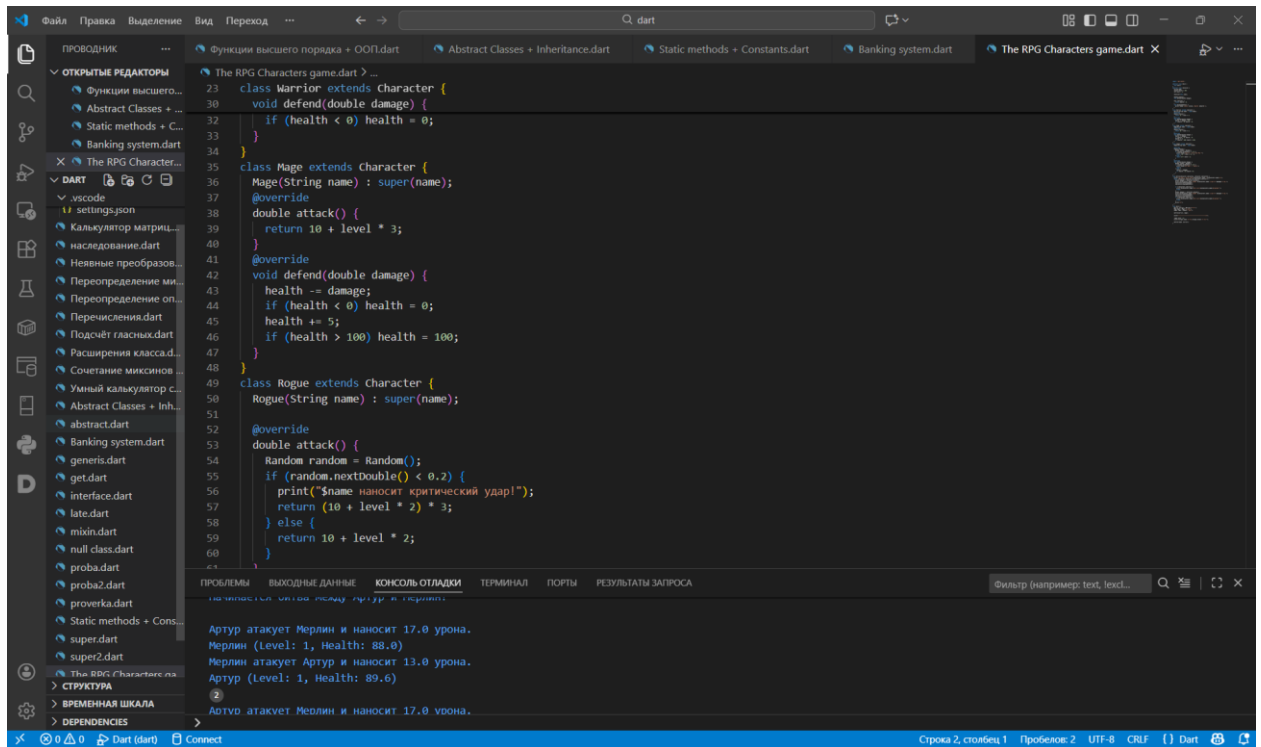 Файл Правка Выделение Вид Переход ··· dart
ПРОВОДНИК ···
ОТКРЫТЫЕ РЕДАКТОРЫ
Функции высшего...
Abstract Classes + ...
Static methods + C...
Banking system.dart
The RPG Character...
DART
.vscode
settings.json
Калькулятор матриц....
наследование.dart
Неявные преобразов...
Переопределение ми...
Переопределение оп...
Перечисления.dart
Подсчёт гласных.dart
Расширения класса.d...
Сочетание миксинов ...
Умный калькулятор с...
Abstract Classes + Inh...
abstract.dart
Banking system.dart
generis.dart
get.dart
interface.dart
late.dart
mixin.dart
null class.dart
proba.dart
proba2.dart
proverka.dart
Static methods + Cons...
super.dart
super2.dart
The RPG Characters ga...
СТРУКТУРА
ВРЕМЕННАЯ ШКАЛА
DEPENDENCIES
Функции высшего порядка + ООП.dart Abstract Classes + Inheritance.dart Static methods + Constants.dart Banking system.dart The RPG Characters game.dart
The RPG Characters game.dart > ...
23 class Warrior extends Character {
30 void defend(double damage) {
32 if (health < 0) health = 0;
33 }
34 }
35 class Mage extends Character {
36 Mage(String name) : super(name);
37 @override
38 double attack() {
39 return 10 + level * 3;
40 }
41 @override
42 void defend(double damage) {
43 health -= damage;
44 if (health < 0) health = 0;
45 health += 5;
46 if (health > 100) health = 100;
47 }
48 }
49 class Rogue extends Character {
50 Rogue(String name) : super(name);
51
52 @override
53 double attack() {
54 Random random = Random();
55 if (random.nextDouble() < 0.2) {
56 print("$name наносит критический удар!");
57 return (10 + level * 2) * 3;
58 } else {
59 return 10 + level * 2;
60 }
61 }
ПРОБЛЕМЫ ВЫХОДНЫЕ ДАННЫЕ КОНСОЛЬ ОТЛАДКИ ТЕРМИНАЛ ПОРТЫ РЕЗУЛЬТАТЫ ЗАПРОСА Фильтр (например: text, !excl...
Начинается битва между Артур и Мерлин!
Артур атакует Мерлин и наносит 17.0 урона.
Мерлин (Level: 1, Health: 88.0)
Мерлин атакует Артур и наносит 13.0 урона.
Артур (Level: 1, Health: 89.6)
2
Артур атакует Мерлин и наносит 17.0 урона.
>
0 0 Dart (dart) Connect Строка 2, столбец 1 Пробелов: 2 UTF-8 CRLF {} Dart